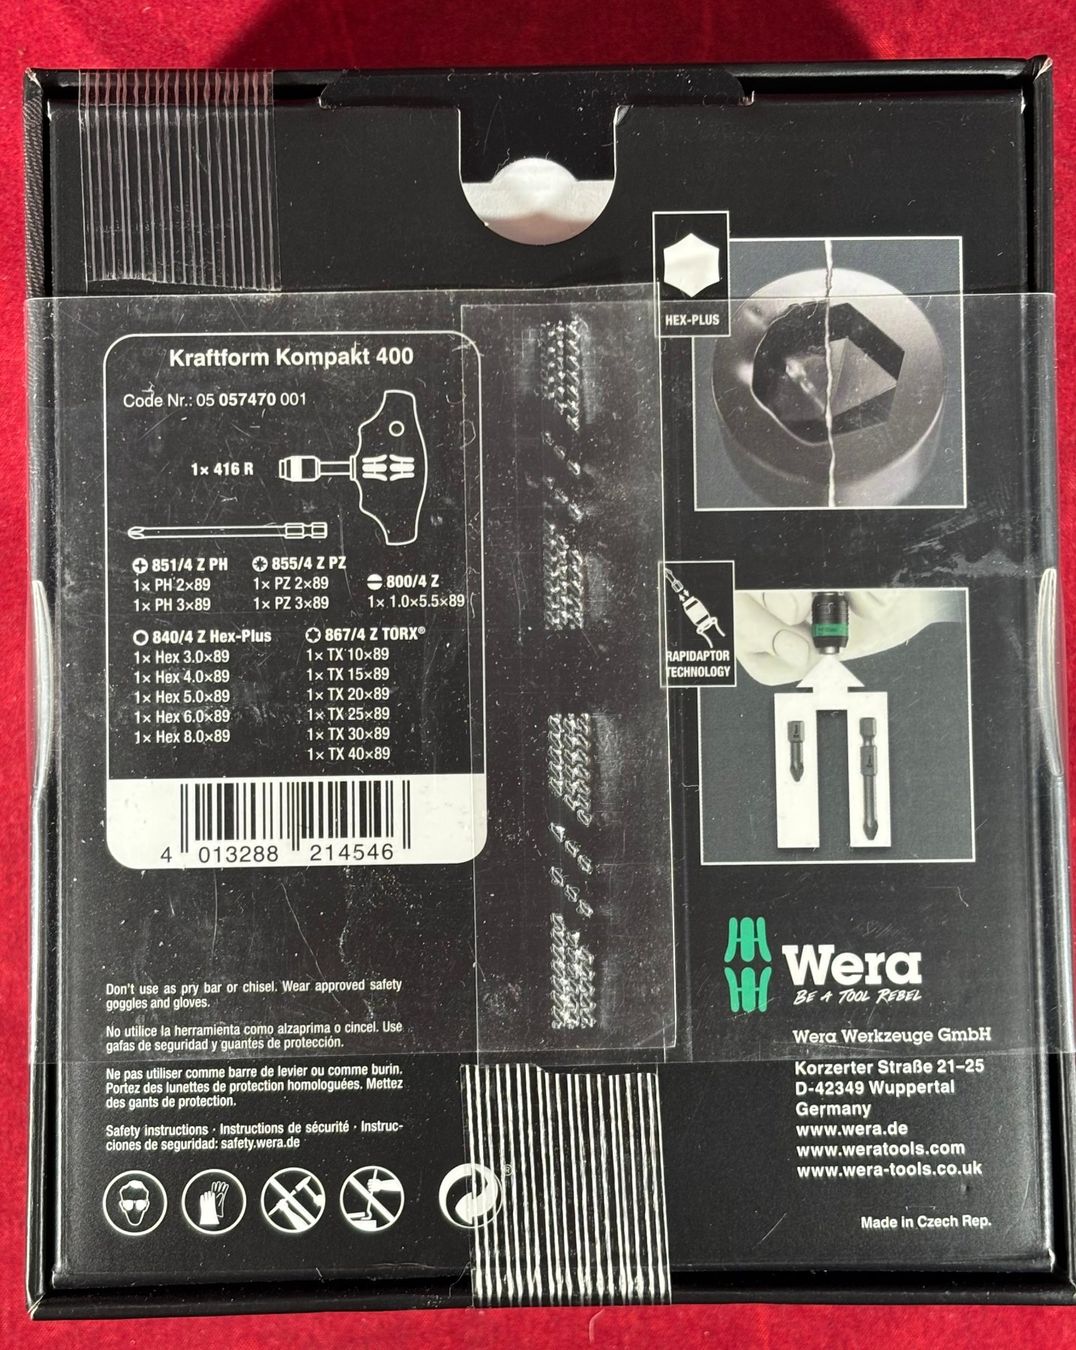 HEX-PLUS
Kraftform Kompakt 400
Code Nr.: 05 057470 001
1× 416 R
851/4 Z PH
1× PH 2×89
1× PH 3×89
855/4 Z PZ
1× PZ 2×89
1× PZ 3×89
800/4 Z
1× 1.0×5.5×89
840/4 Z Hex-Plus
1× Hex 3.0×89
1× Hex 4.0×89
1× Hex 5.0×89
1× Hex 6.0×89
1× Hex 8.0×89
867/4 Z TORX®
1× TX 10×89
1× TX 15×89
1× TX 20×89
1× TX 25×89
1× TX 30×89
1× TX 40×89
4 013288 214546
RAPIDAPTOR
TECHNOLOGY
Don't use as pry bar or chisel. Wear approved safety
goggles and gloves.
No utilice la herramienta como alzaprima o cincel. Use
gafas de seguridad y guantes de protección.
Ne pas utiliser comme barre de levier ou comme burin.
Portez des lunettes de protection homologuées. Mettez
des gants de protection.
Safety instructions · Instructions de sécurité · Instruc-
ciones de seguridad: safety.wera.de
Wera
BE A TOOL REBEL
Wera Werkzeuge GmbH
Korzerter Straße 21–25
D-42349 Wuppertal
Germany
www.wera.de
www.weratools.com
www.wera-tools.co.uk
Made in Czech Rep.